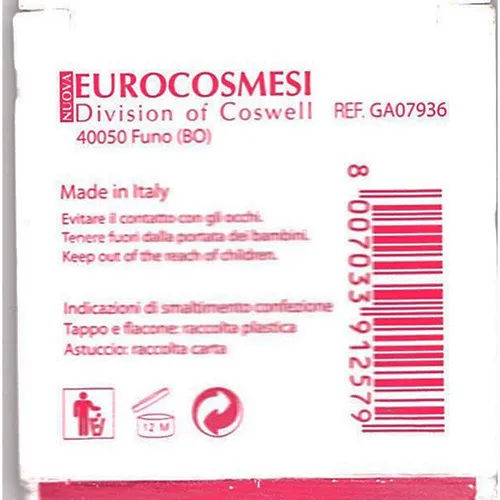 NUOVA
EUROCOSMESI
Division of Coswell
40050 Funo (BO)
REF. GA07936
Made in Italy
Evitare il contatto con gli occhi.
Tenere fuori dalla portata dei bambini.
Keep out of the reach of children.
Indicazioni di smaltimento confezione
Tappo e flacone: raccolta plastica
Astuccio: raccolta carta
12 M
8 007033 912579